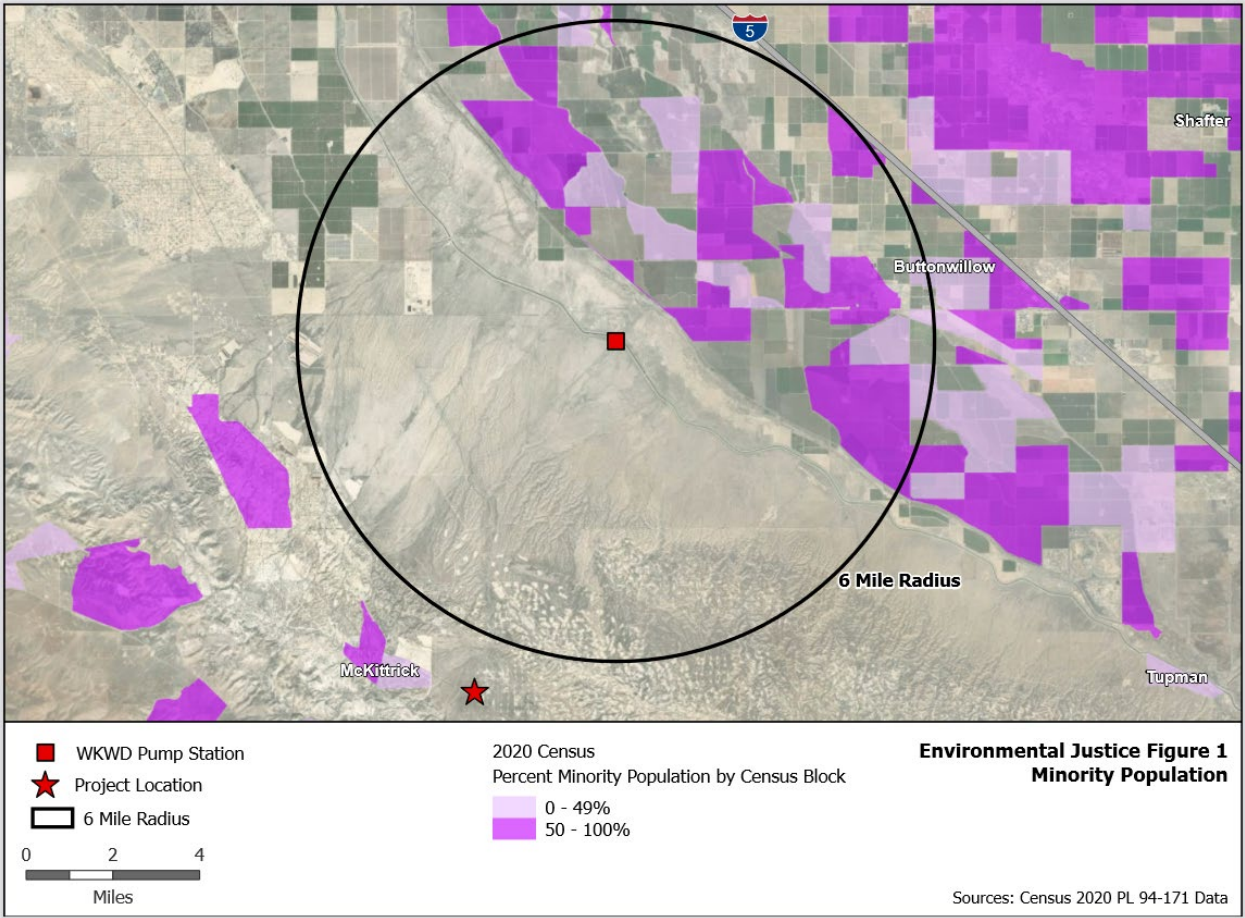 5
Shafter
Buttonwillow
6 Mile Radius
McKittrick
Tupman
WKWD Pump Station
Project Location
6 Mile Radius
0 2 4
Miles
2020 Census
Percent Minority Population by Census Block
0 - 49%
50 - 100%
Environmental Justice Figure 1
Minority Population
Sources: Census 2020 PL 94-171 Data